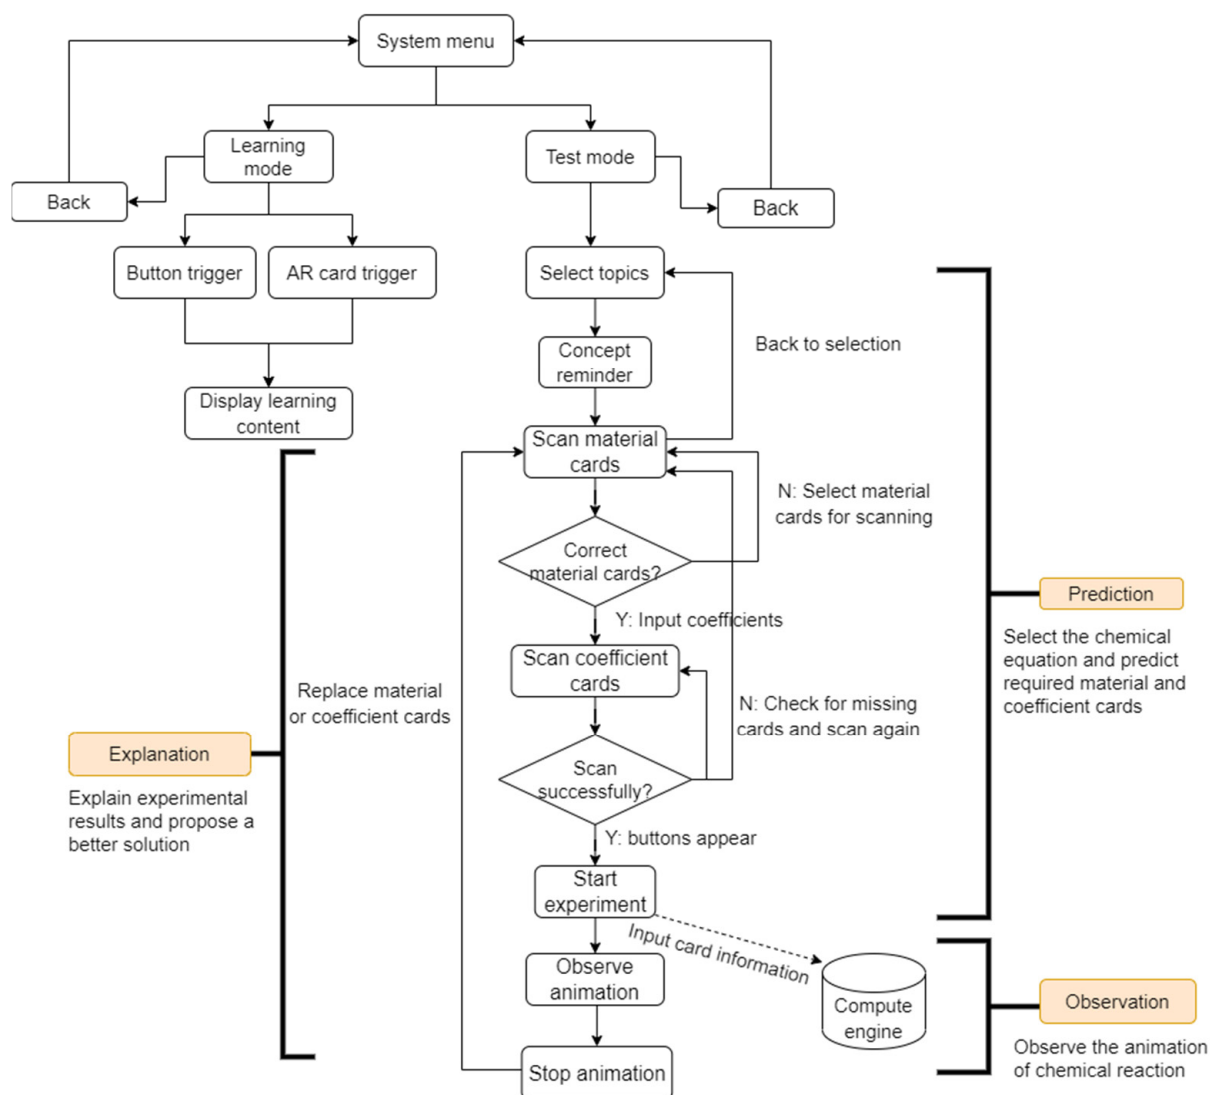 System menu
Learning
mode
Test mode
Back
Back
Button trigger
AR card trigger
Select topics
Back to selection
Concept
reminder
Display learning
content
Scan material
cards
N: Select material
cards for scanning
Correct
material cards?
Prediction
Select the chemical
equation and predict
required material and
coefficient cards
Y: Input coefficients
Scan coefficient
cards
Replace material
or coefficient cards
N: Check for missing
cards and scan again
Explanation
Explain experimental
results and propose a
better solution
Scan
successfully?
Y: buttons appear
Start
experiment
Input card information
Observe
animation
Compute
engine
Observation
Observe the animation
of chemical reaction
Stop animation